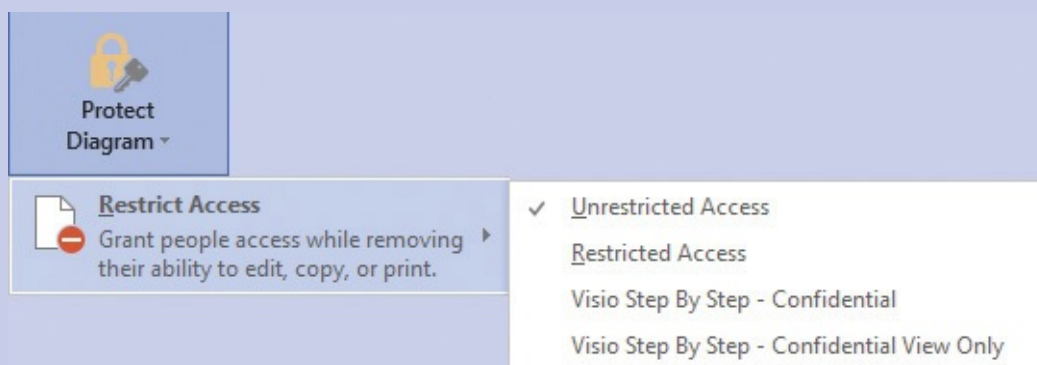 Protect
Diagram
Restrict Access
Grant people access while removing
their ability to edit, copy, or print.
Unrestricted Access
Restricted Access
Visio Step By Step - Confidential
Visio Step By Step - Confidential View Only